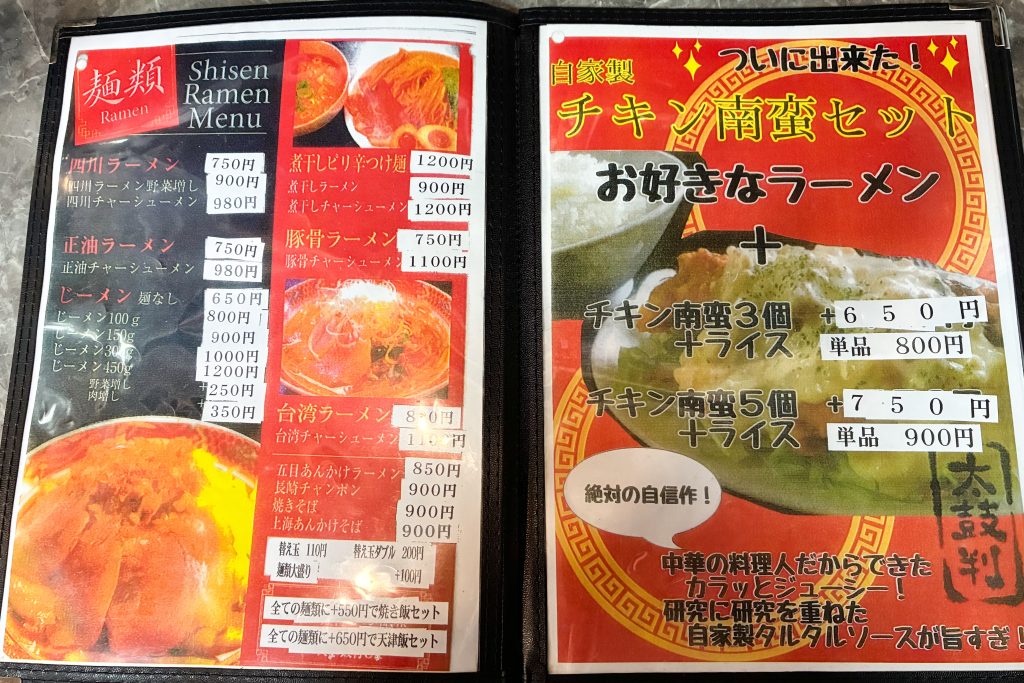 麺類
Ramen
Shisen
Ramen
Menu
四川ラーメン 750円
四川ラーメン野菜増し 900円
四川チャーシューメン 980円
正油ラーメン 750円
正油チャーシューメン 980円
じーメン 麺なし 650円
じーメン100g 800円
じーメン150g 900円
じーメン300g 1000円
じーメン450g 1200円
野菜増し +250円
肉増し +350円
煮干しピリ辛つけ麺 1200円
煮干しラーメン 900円
煮干しチャーシューメン 1200円
豚骨ラーメン 750円
豚骨チャーシューメン 1100円
台湾ラーメン
台湾チャーシューメン 1100円
五目あんかけラーメン 850円
長崎チャンポン 900円
焼きそば 900円
上海あんかけそば 900円
替え玉 110円 替え玉ダブル 200円
麺類大盛り +100円
全ての麺類に+550円で焼き飯セット
全ての麺類に+650円で天津飯セット
ついに出来た!
自家製
チキン南蛮セット
お好きなラーメン
+
チキン南蛮3個 +650円
+ライス 単品 800円
チキン南蛮5個 +750円
+ライス 単品 900円
絶対の自信作!
太鼓判
中華の料理人だからできた
カラッとジューシー!
研究に研究を重ねた
自家製タルタルソースが旨すぎ!